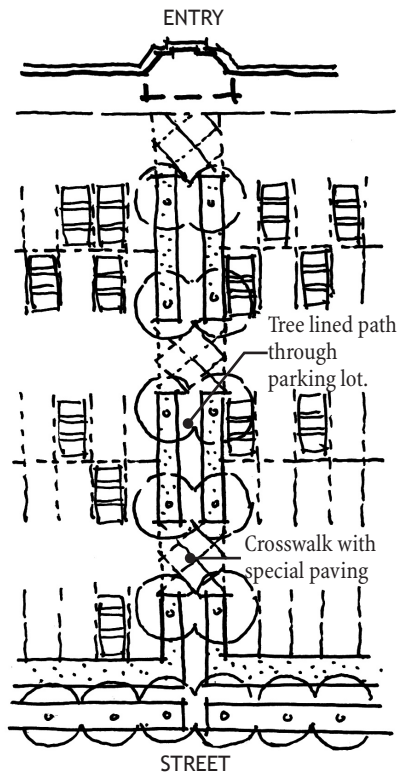 ENTRY
Tree lined path
through
parking lot.
Crosswalk with
special paving
STREET